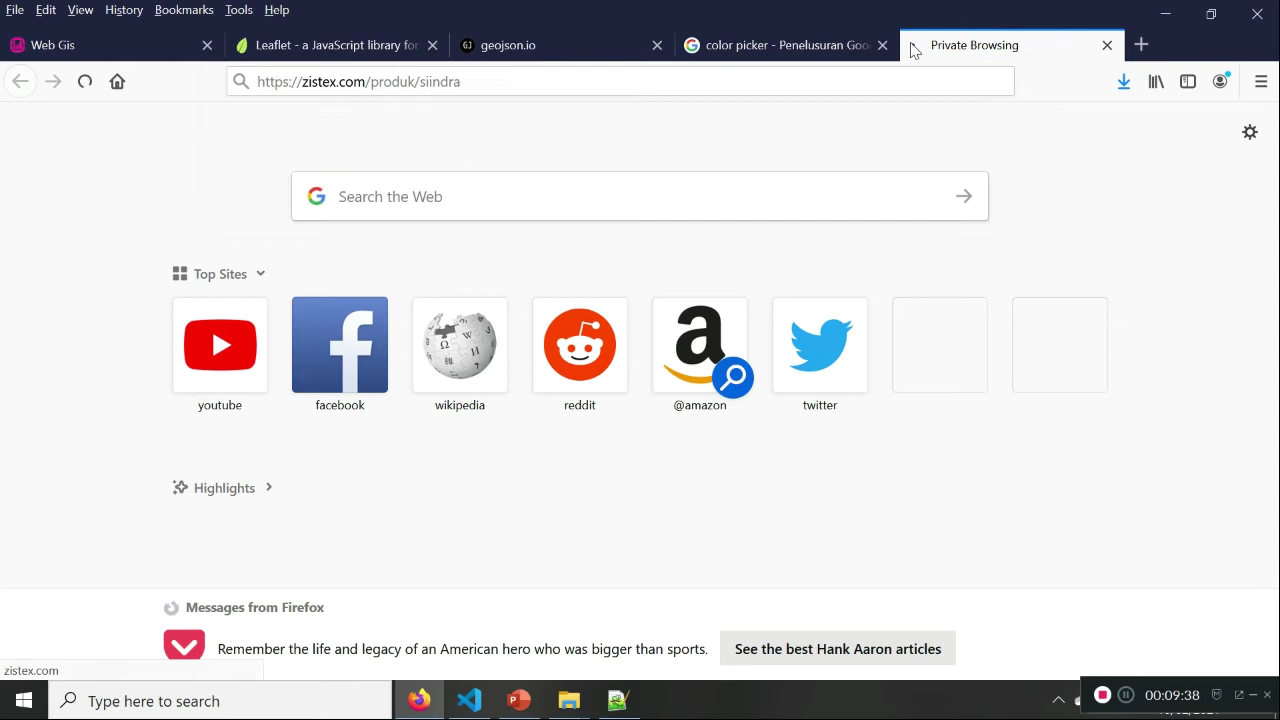 File Edit View History Bookmarks Tools Help
Web Gis
Leaflet - a JavaScript library for
GJ
geojson.io
color picker - Penelusuran Goo
Private Browsing
https://zistex.com/produk/siindra
Search the Web
Top Sites
youtube facebook wikipedia reddit @amazon twitter
Highlights
Messages from Firefox
Remember the life and legacy of an American hero who was bigger than sports.
See the best Hank Aaron articles
zistex.com
Type here to search
00:09:38